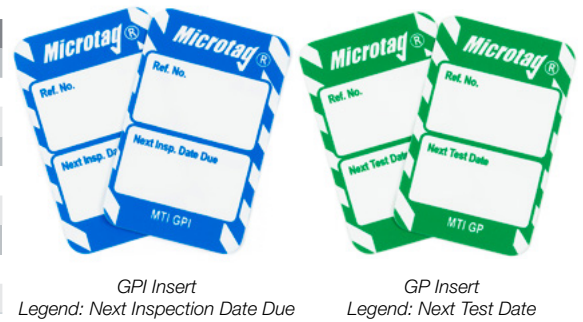 Microtag®
Ref. No.
Next Insp. Da
Microtag®
Ref. No.
Next Insp. Date Due
MTI GPI
Microtag®
Ref. No.
Next Test Date
Microtag®
Ref. No.
Next Test Date
MTI GP
GPI Insert
Legend: Next Inspection Date Due
GP Insert
Legend: Next Test Date